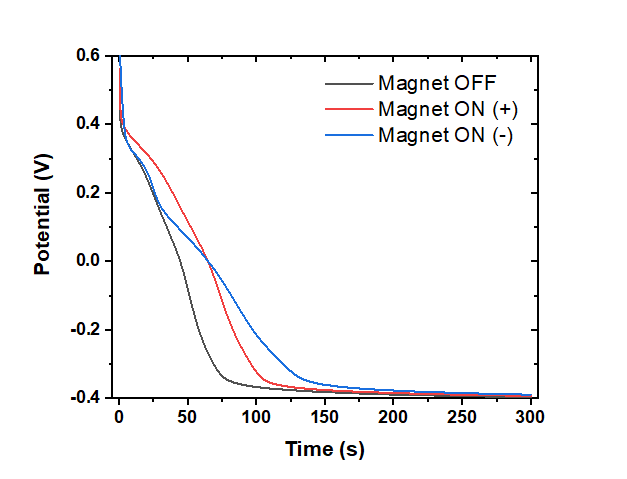 0.6
0.4
0.2
0.0
-0.2
-0.4
Potential (V)
Magnet OFF
Magnet ON (+)
Magnet ON (-)
0 50 100 150 200 250 300
Time (s)